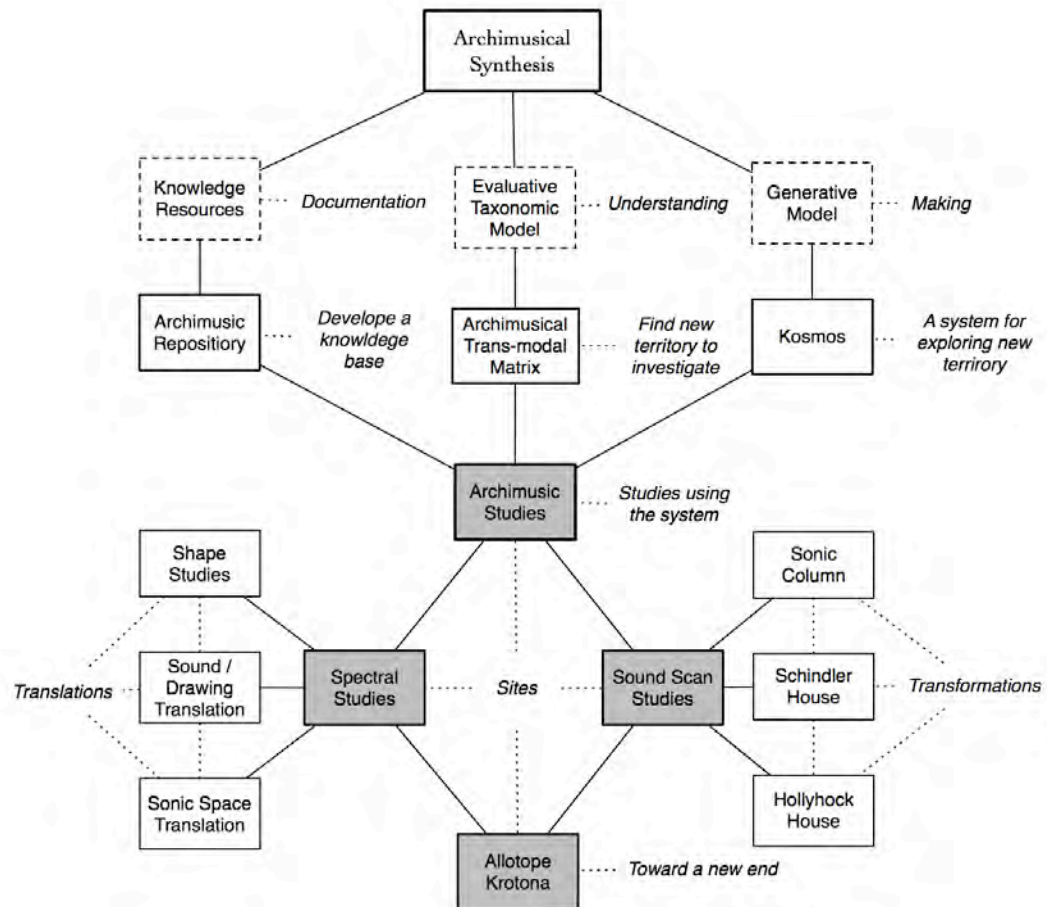 Archimusical
Synthesis
Knowledge
Resources
Documentation
Evaluative
Taxonomic
Model
Understanding
Generative
Model
Making
Archimusic
Repositiory
Develope a
knowldege
base
Archimusical
Trans-modal
Matrix
Find new
territory to
investigate
Kosmos
A system for
exploring new
terrirory
Archimusic
Studies
Studies using
the system
Shape
Studies
Sonic
Column
Translations
Sound /
Drawing
Translation
Spectral
Studies
Sites
Sound Scan
Studies
Schindler
House
Transformations
Sonic Space
Translation
Hollyhock
House
Allotope
Krotona
Toward a new end